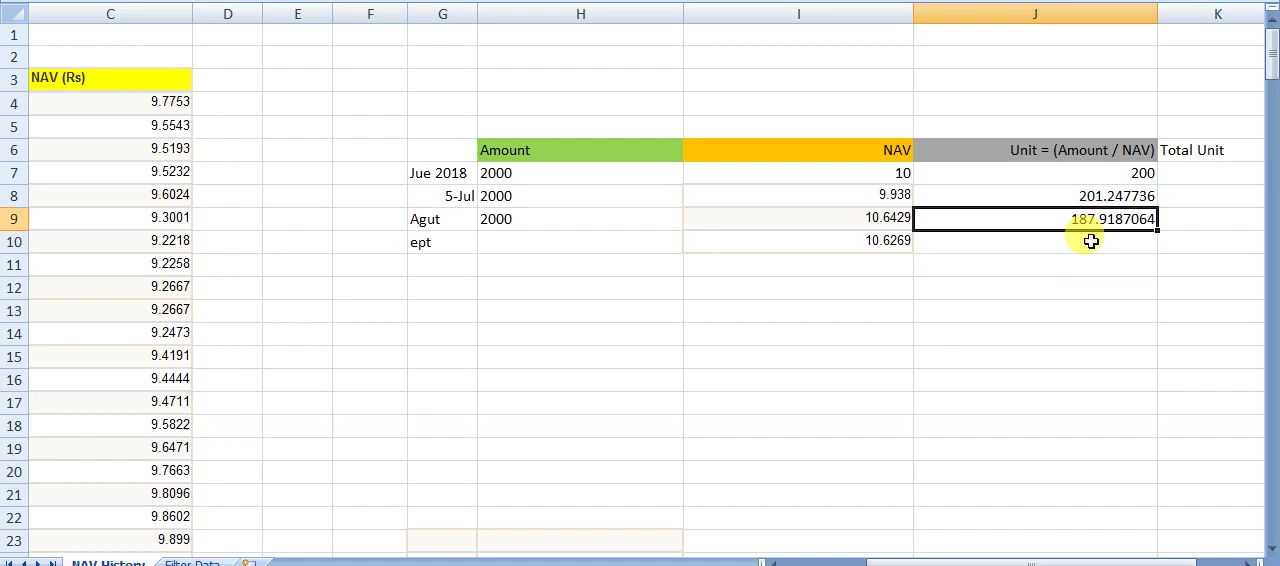 C D E F G H I J K
1
2
3 NAV (Rs)
4 9.7753
5 9.5543
6 9.5193 Amount NAV Unit = (Amount / NAV) Total Unit
7 9.5232 Jue 2018 2000 10 200
8 9.6024 5-Jul 2000 9.938 201.247736
9 9.3001 Agut 2000 10.6429 187.9187064
10 9.2218 ept 10.6269
11 9.2258
12 9.2667
13 9.2667
14 9.2473
15 9.4191
16 9.4444
17 9.4711
18 9.5822
19 9.6471
20 9.7663
21 9.8096
22 9.8602
23 9.899
NAV History Filter Data